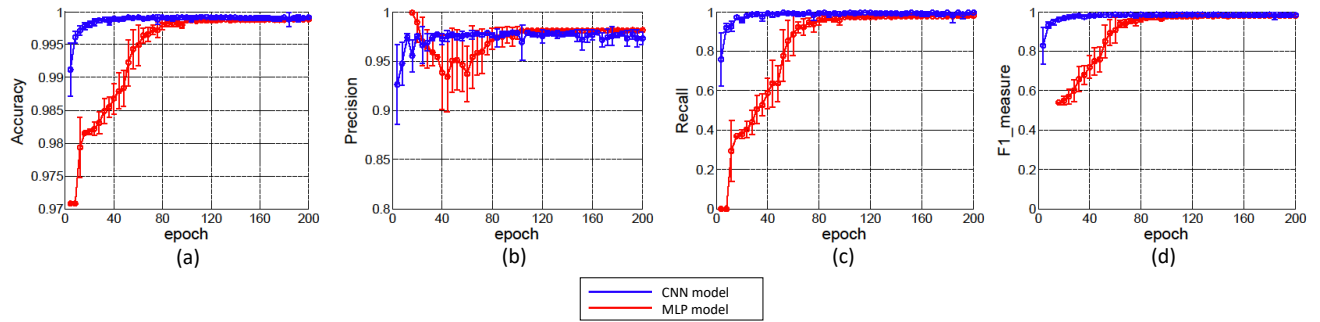 1
0.995
0.99
0.985
0.98
0.975
0.97
Accuracy
0 40 80 120 160 200
epoch
(a)
1
0.95
0.9
0.85
0.8
Precision
0 40 80 120 160 200
epoch
(b)
1
0.8
0.6
0.4
0.2
0
Recall
0 40 80 120 160 200
epoch
(c)
1
0.8
0.6
0.4
0.2
0
F1_measure
0 40 80 120 160 200
epoch
(d)
CNN model
MLP model